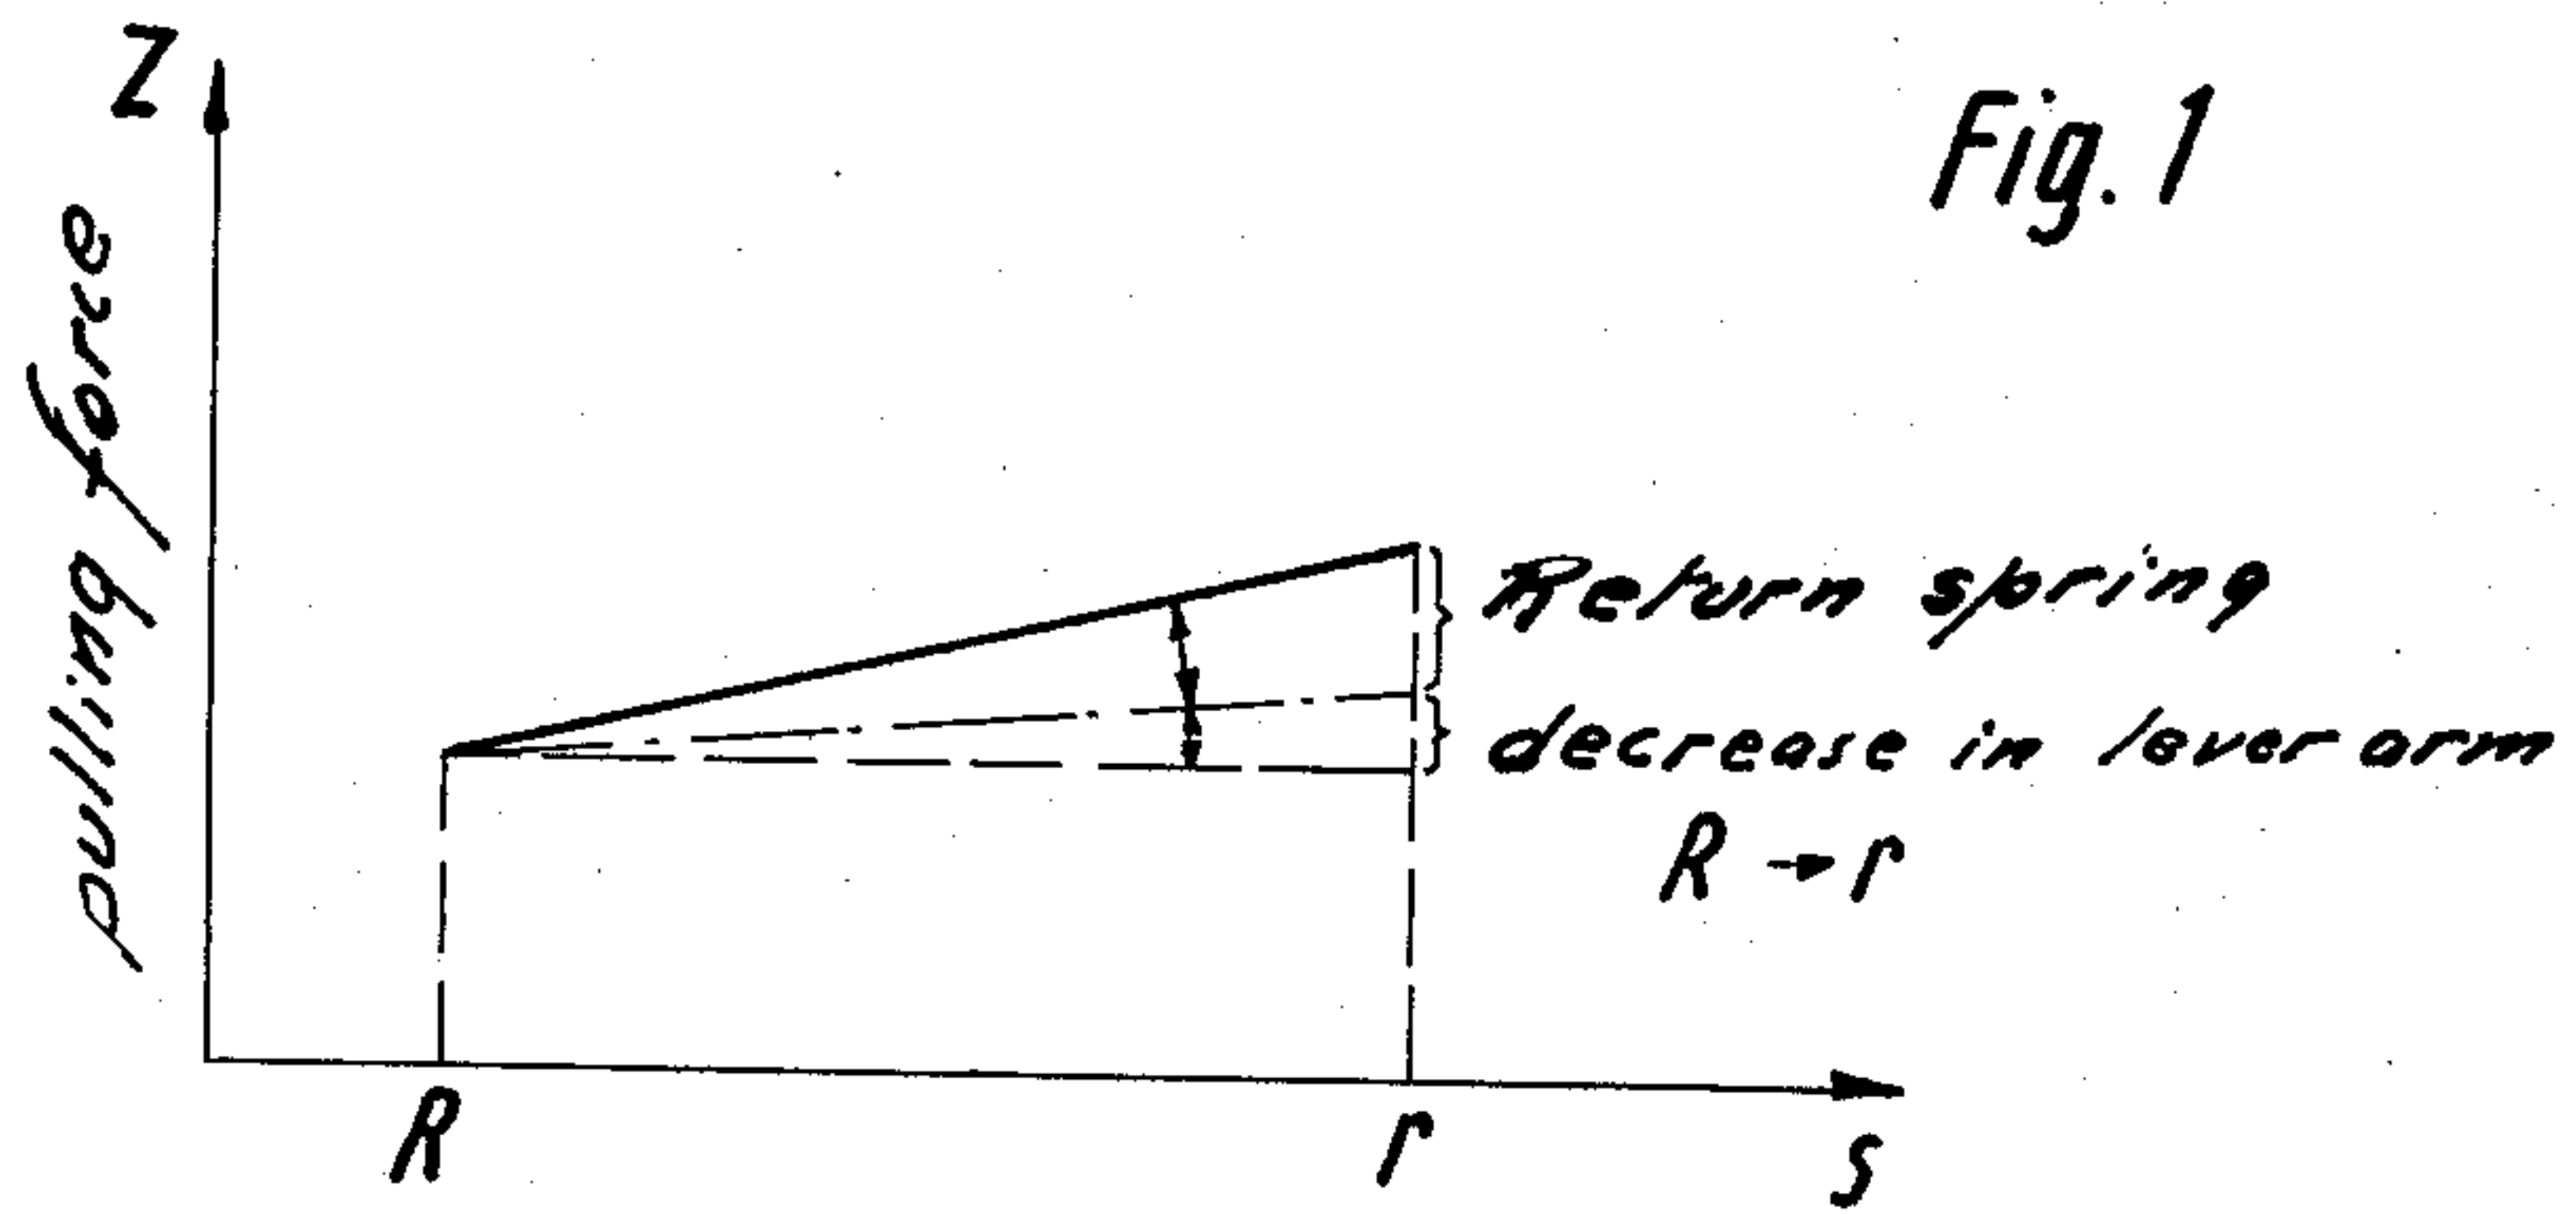 Z
Fig. 1
pulling force
Return spring
decrease in lever arm
R → r
R
r
s